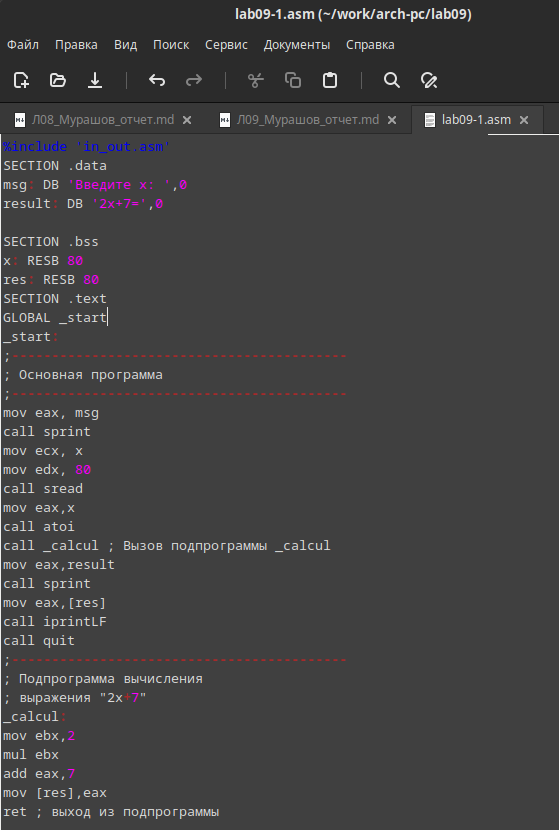 lab09-1.asm (~/work/arch-pc/lab09)
Файл Правка Вид Поиск Сервис Документы Справка
Л08_Мурашов_отчет.md Л09_Мурашов_отчет.md lab09-1.asm
%include 'in_out.asm'
SECTION .data
msg: DB 'Введите x: ',0
result: DB '2x+7=',0
SECTION .bss
x: RESB 80
res: RESB 80
SECTION .text
GLOBAL _start
_start:
;------------------------------------------
; Основная программа
;------------------------------------------
mov eax, msg
call sprint
mov ecx, x
mov edx, 80
call sread
mov eax,x
call atoi
call _calcul ; Вызов подпрограммы _calcul
mov eax,result
call sprint
mov eax,[res]
call iprintLF
call quit
;------------------------------------------
; Подпрограмма вычисления
; выражения "2x+7"
_calcul:
mov ebx,2
mul ebx
add eax,7
mov [res],eax
ret ; выход из подпрограммы